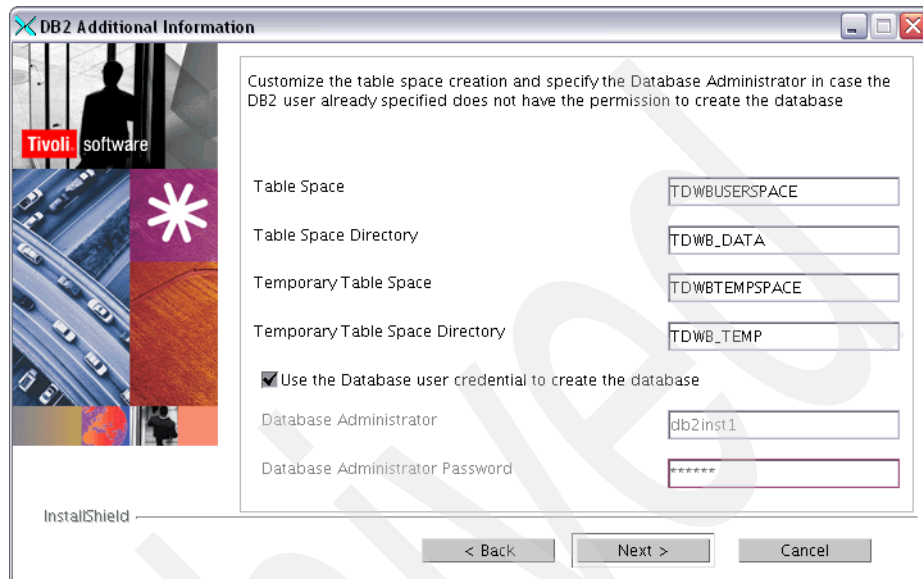 DB2 Additional Information
Customize the table space creation and specify the Database Administrator in case the
DB2 user already specified does not have the permission to create the database
Tivoli. software
Table Space
TDWBUSERSPACE
Table Space Directory
TDWB_DATA
Temporary Table Space
TDWBTEMPSPACE
Temporary Table Space Directory
TDWB_TEMP
Use the Database user credential to create the database
Database Administrator
db2inst1
Database Administrator Password
******
InstallShield
< Back
Next >
Cancel